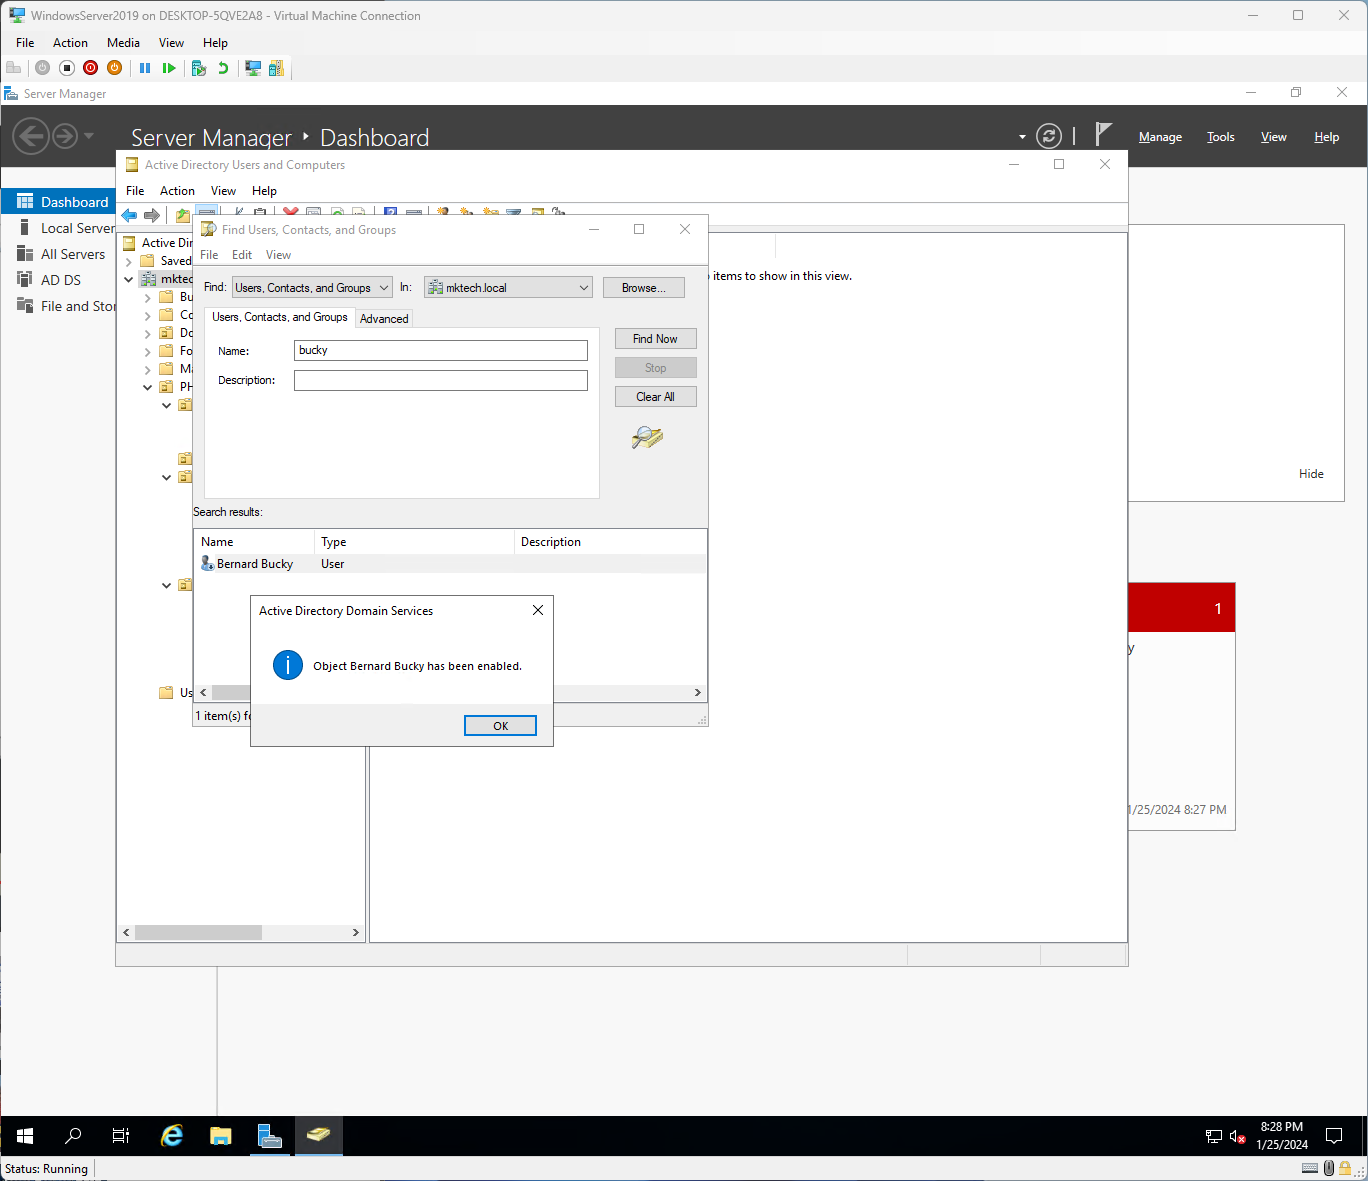 WindowsServer2019 on DESKTOP-5QVE2A8 - Virtual Machine Connection
File Action Media View Help
Server Manager
Server Manager ‣ Dashboard
Manage Tools View Help
Active Directory Users and Computers
File Action View Help
Dashboard
Local Server
All Servers
AD DS
File and Stor
Active Dir
Saved
mktec
Bu
Co
Do
Fo
Ma
PH
Us
Find Users, Contacts, and Groups
File Edit View
Find: Users, Contacts, and Groups In: mktech.local Browse...
Users, Contacts, and Groups Advanced
Name: bucky
Description:
Find Now
Stop
Clear All
Search results:
Name Type Description
Bernard Bucky User
1 item(s) fo
Active Directory Domain Services
Object Bernard Bucky has been enabled.
OK
items to show in this view.
Hide
1
y
1/25/2024 8:27 PM
8:28 PM
1/25/2024
Status: Running